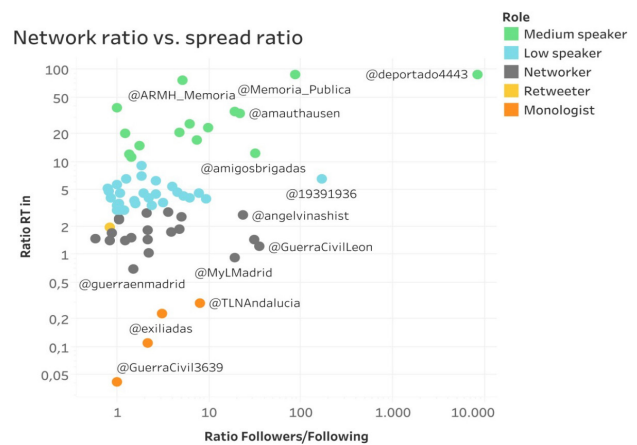 Network ratio vs. spread ratio
Role
Medium speaker
Low speaker
Networker
Retweeter
Monologist
100
50
20
10
5
2
1
0,5
0,2
0,1
0,05
Ratio RT in
@deportado4443
@Memoria_Publica
@ARMH_Memoria
@amauthausen
@amigosbrigadas
@19391936
@angelvinashist
@GuerraCivilLeon
@MyLMadrid
@guerraenmadrid
@TLNAndalucia
@exiliadas
@GuerraCivil3639
1
10
100
1.000
10.000
Ratio Followers/Following